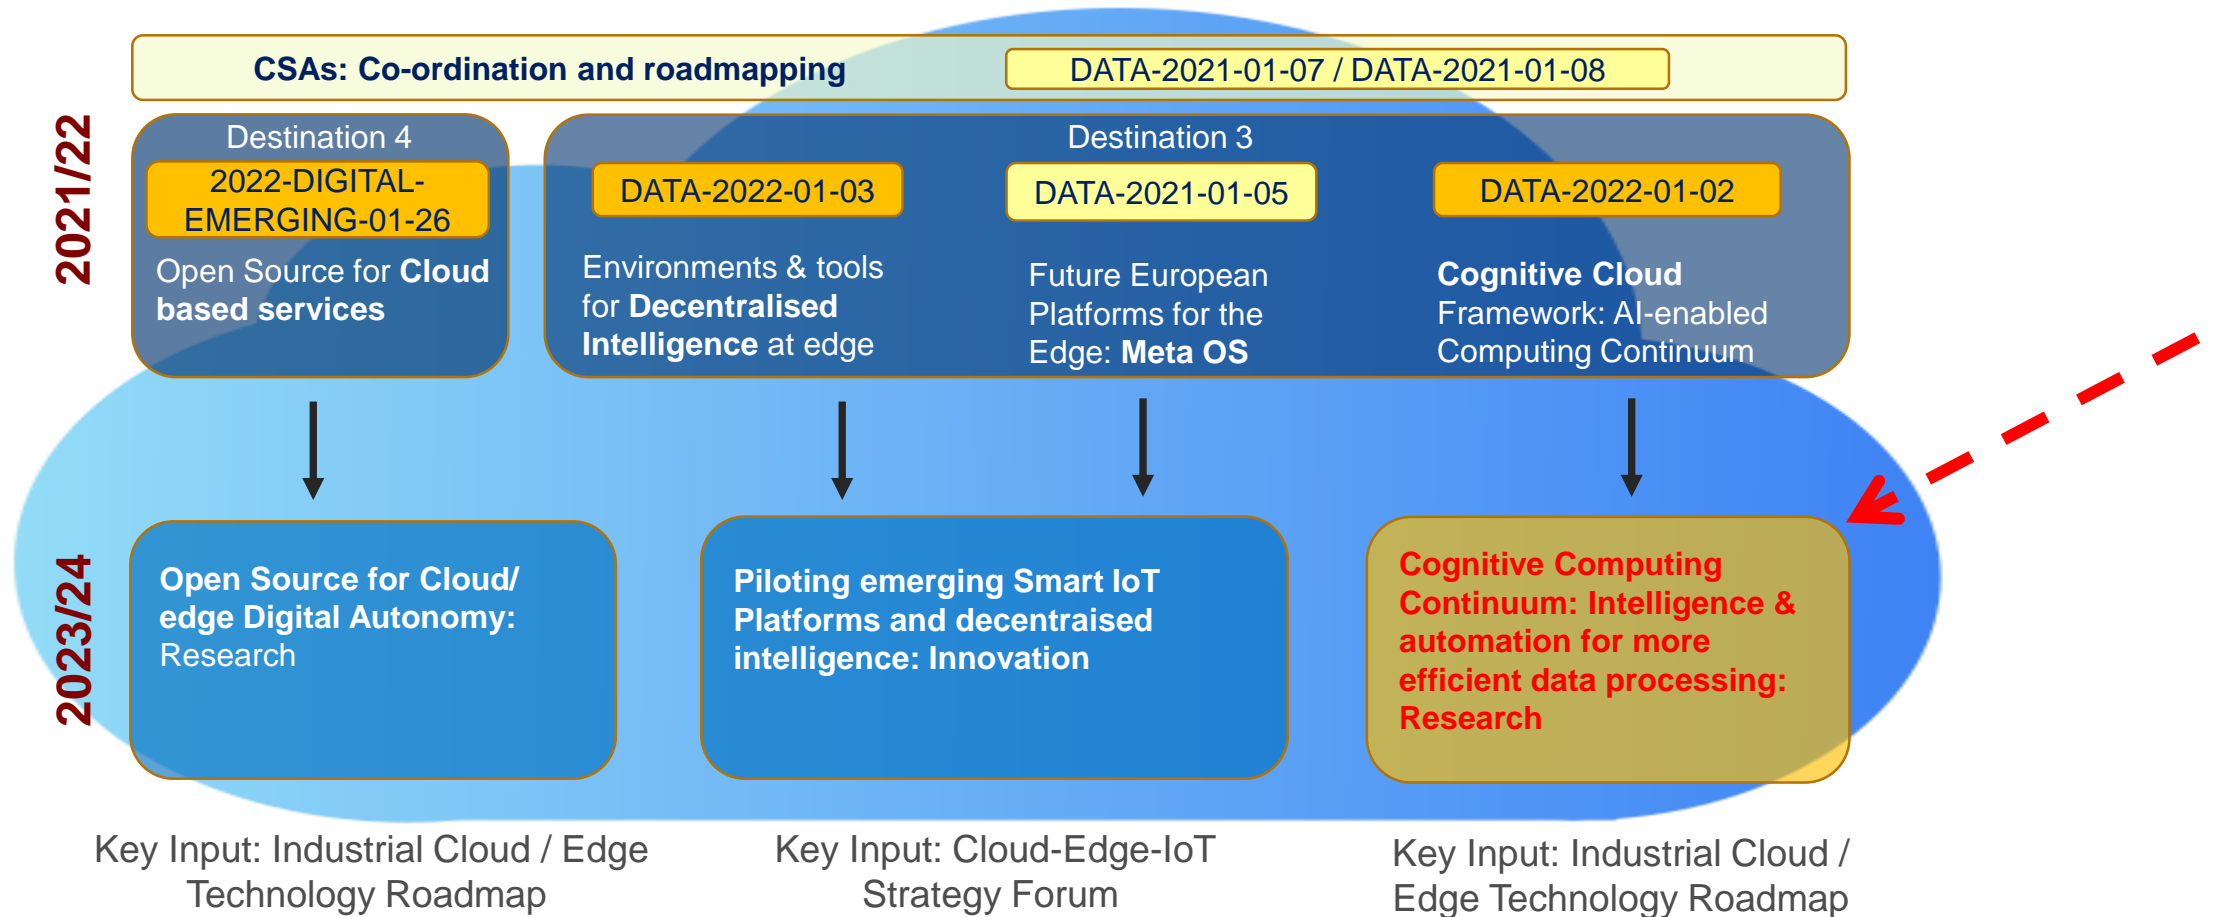 CSAs: Co-ordination and roadmapping
DATA-2021-01-07 / DATA-2021-01-08
2021/22
Destination 4
2022-DIGITAL-
EMERGING-01-26
Open Source for Cloud
based services
Destination 3
DATA-2022-01-03
Environments & tools
for Decentralised
Intelligence at edge
DATA-2021-01-05
Future European
Platforms for the
Edge: Meta OS
DATA-2022-01-02
Cognitive Cloud
Framework: AI-enabled
Computing Continuum
2023/24
Open Source for Cloud/
edge Digital Autonomy:
Research
Piloting emerging Smart IoT
Platforms and decentraised
intelligence: Innovation
Cognitive Computing
Continuum: Intelligence &
automation for more
efficient data processing:
Research
Key Input: Industrial Cloud / Edge
Technology Roadmap
Key Input: Cloud-Edge-IoT
Strategy Forum
Key Input: Industrial Cloud /
Edge Technology Roadmap